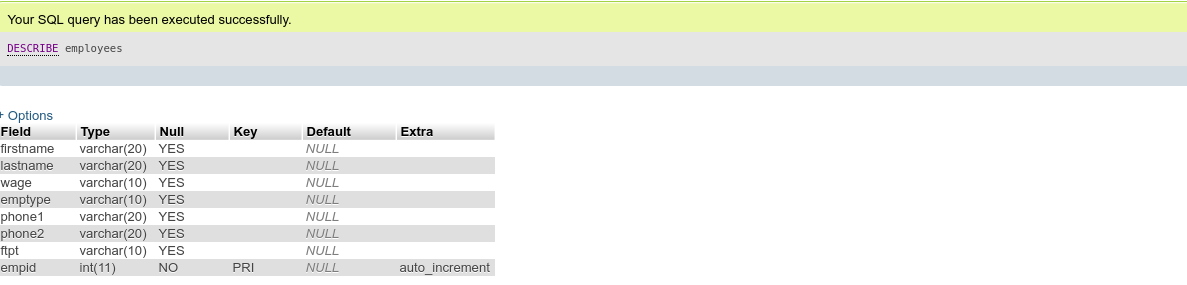 Your SQL query has been executed successfully.
DESCRIBE employees
+ Options
Field Type Null Key Default Extra
firstname varchar(20) YES NULL
lastname varchar(20) YES NULL
wage varchar(10) YES NULL
emptype varchar(10) YES NULL
phone1 varchar(20) YES NULL
phone2 varchar(20) YES NULL
ftpt varchar(10) YES NULL
empid int(11) NO PRI NULL auto_increment